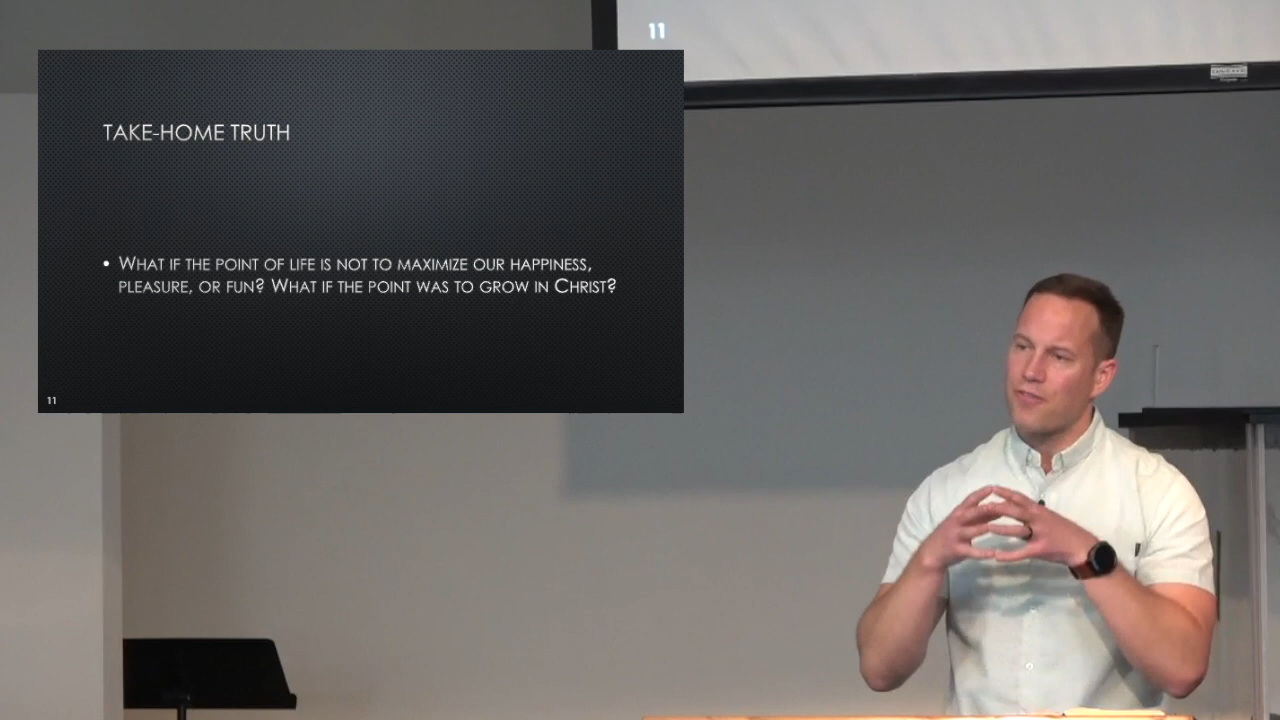 11
TAKE-HOME TRUTH
• WHAT IF THE POINT OF LIFE IS NOT TO MAXIMIZE OUR HAPPINESS,
PLEASURE, OR FUN? WHAT IF THE POINT WAS TO GROW IN CHRIST?
11